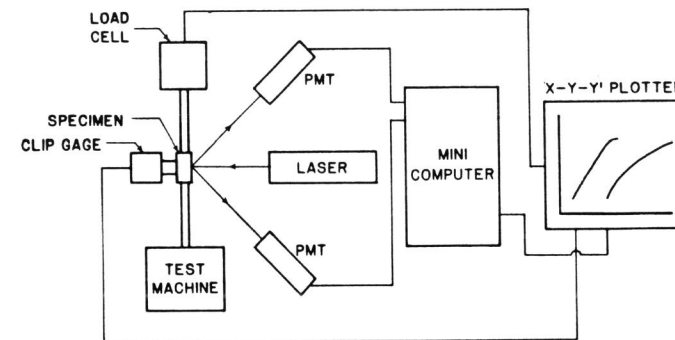 LOAD
CELL
PMT
X-Y-Y' PLOTTER
SPECIMEN
CLIP GAGE
LASER
MINI
COMPUTER
PMT
TEST
MACHINE